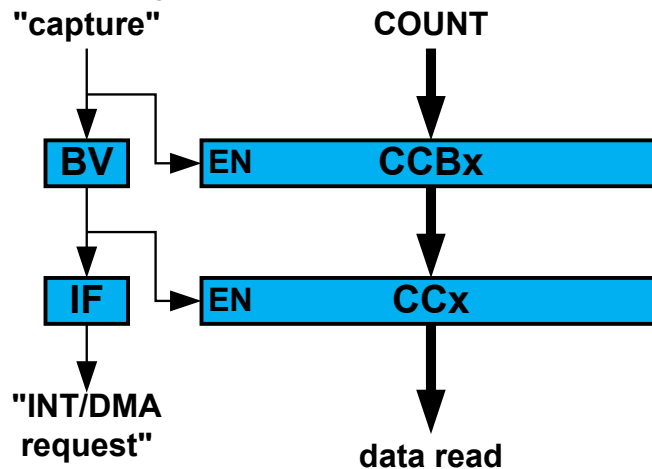 "capture"
COUNT
BV
EN
CCBx
IF
EN
CCx
"INT/DMA
request"
data read